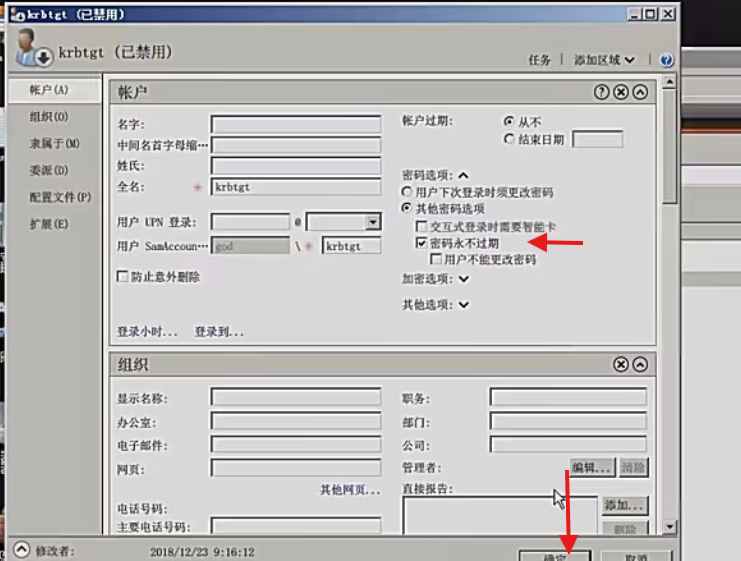 krbtgt (已禁用)
krbtgt (已禁用)
任务 | 添加区域 |
帐户(A)
组织(O)
隶属于(M)
委派(D)
配置文件(P)
扩展(E)
帐户
名字:
中间名首字母缩...
姓氏:
全名: * krbtgt
用户 UPN 登录: @
用户 SamAccoun... god \ * krbtgt
防止意外删除
登录小时... 登录到...
帐户过期: 从不
结束日期
密码选项:
用户下次登录时须更改密码
其他密码选项
交互式登录时需要智能卡
密码永不过期
用户不能更改密码
加密选项:
其他选项:
组织
显示名称:
办公室:
电子邮件:
网页:
其他网页...
电话号码:
主要电话号码:
职务:
部门:
公司:
管理者: 编辑... 清除
直接报告:
添加...
删除
修改者: 2018/12/23 9:16:12
确定 取消